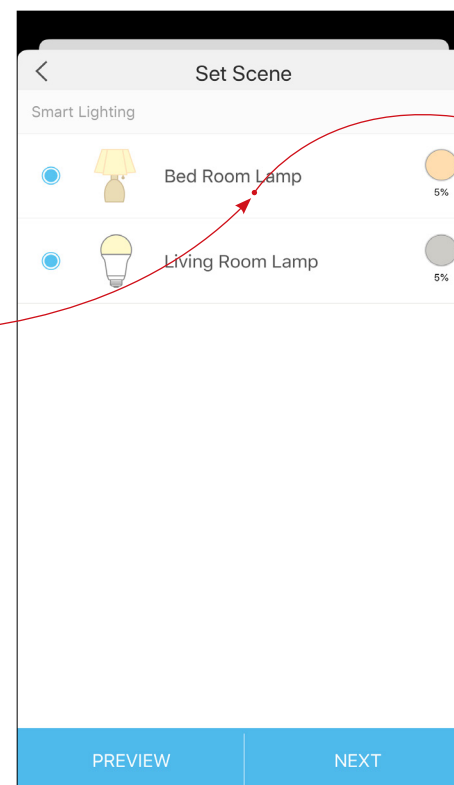 Set Scene
Smart Lighting
Bed Room Lamp
5%
Living Room Lamp
5%
PREVIEW NEXT